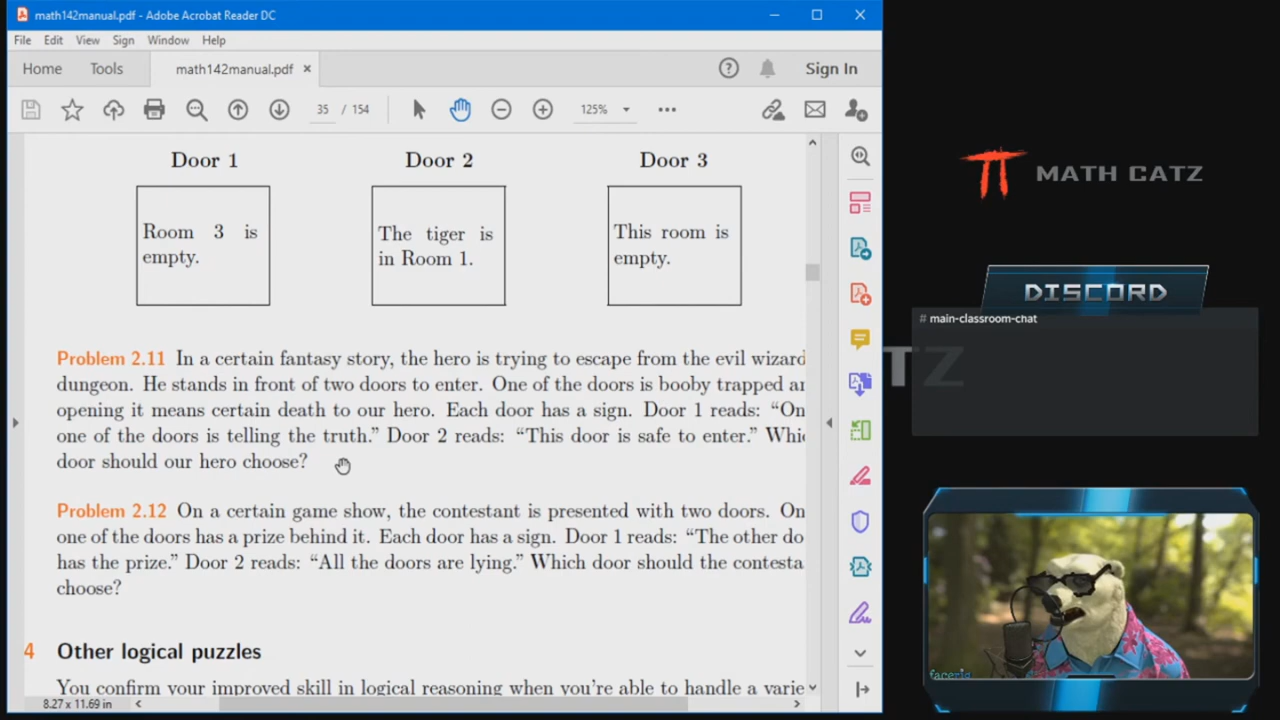 math142manual.pdf - Adobe Acrobat Reader DC
File Edit View Sign Window Help
Home Tools math142manual.pdf × Sign In
35 / 154 125%
Door 1 Door 2 Door 3
Room 3 is
empty.
The tiger is
in Room 1.
This room is
empty.
Problem 2.11 In a certain fantasy story, the hero is trying to escape from the evil wizard
dungeon. He stands in front of two doors to enter. One of the doors is booby trapped an
opening it means certain death to our hero. Each door has a sign. Door 1 reads: “On
one of the doors is telling the truth.” Door 2 reads: “This door is safe to enter.” Whic
door should our hero choose?
Problem 2.12 On a certain game show, the contestant is presented with two doors. On
one of the doors has a prize behind it. Each door has a sign. Door 1 reads: “The other do
has the prize.” Door 2 reads: “All the doors are lying.” Which door should the contesta
choose?
4 Other logical puzzles
You confirm your improved skill in logical reasoning when you’re able to handle a varie
8.27 x 11.69 in
MATH CATZ
DISCORD
# main-classroom-chat
TZ
facerig